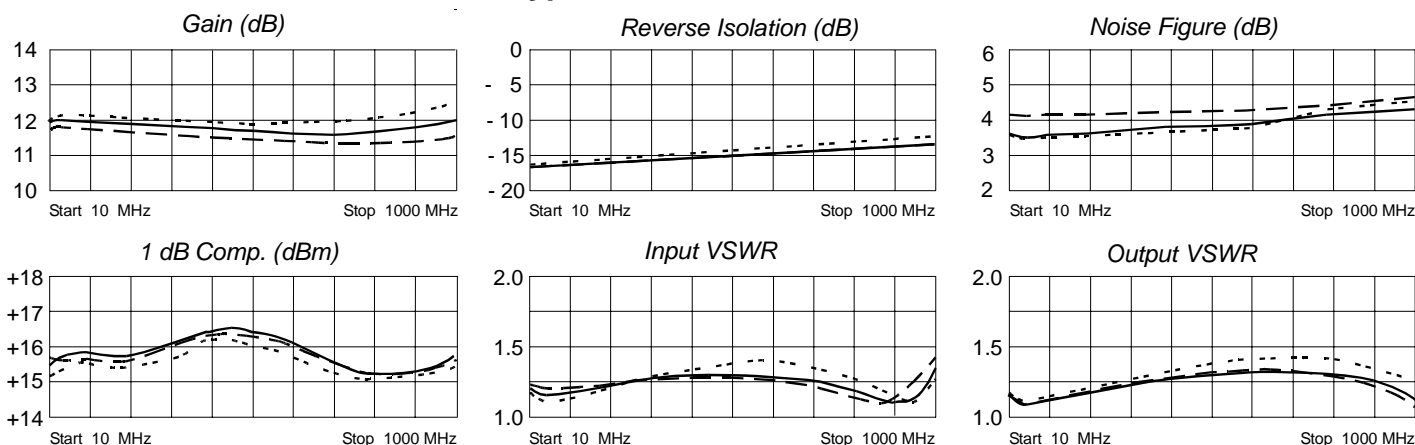 Gain (dB)
14
13
12
11
10
Start 10 MHz
Stop 1000 MHz
Reverse Isolation (dB)
0
- 5
- 10
- 15
- 20
Start 10 MHz
Stop 1000 MHz
Noise Figure (dB)
6
5
4
3
2
Start 10 MHz
Stop 1000 MHz
1 dB Comp. (dBm)
+18
+17
+16
+15
+14
Start 10 MHz
Stop 1000 MHz
Input VSWR
2.0
1.5
1.0
Start 10 MHz
Stop 1000 MHz
Output VSWR
2.0
1.5
1.0
Start 10 MHz
Stop 1000 MHz